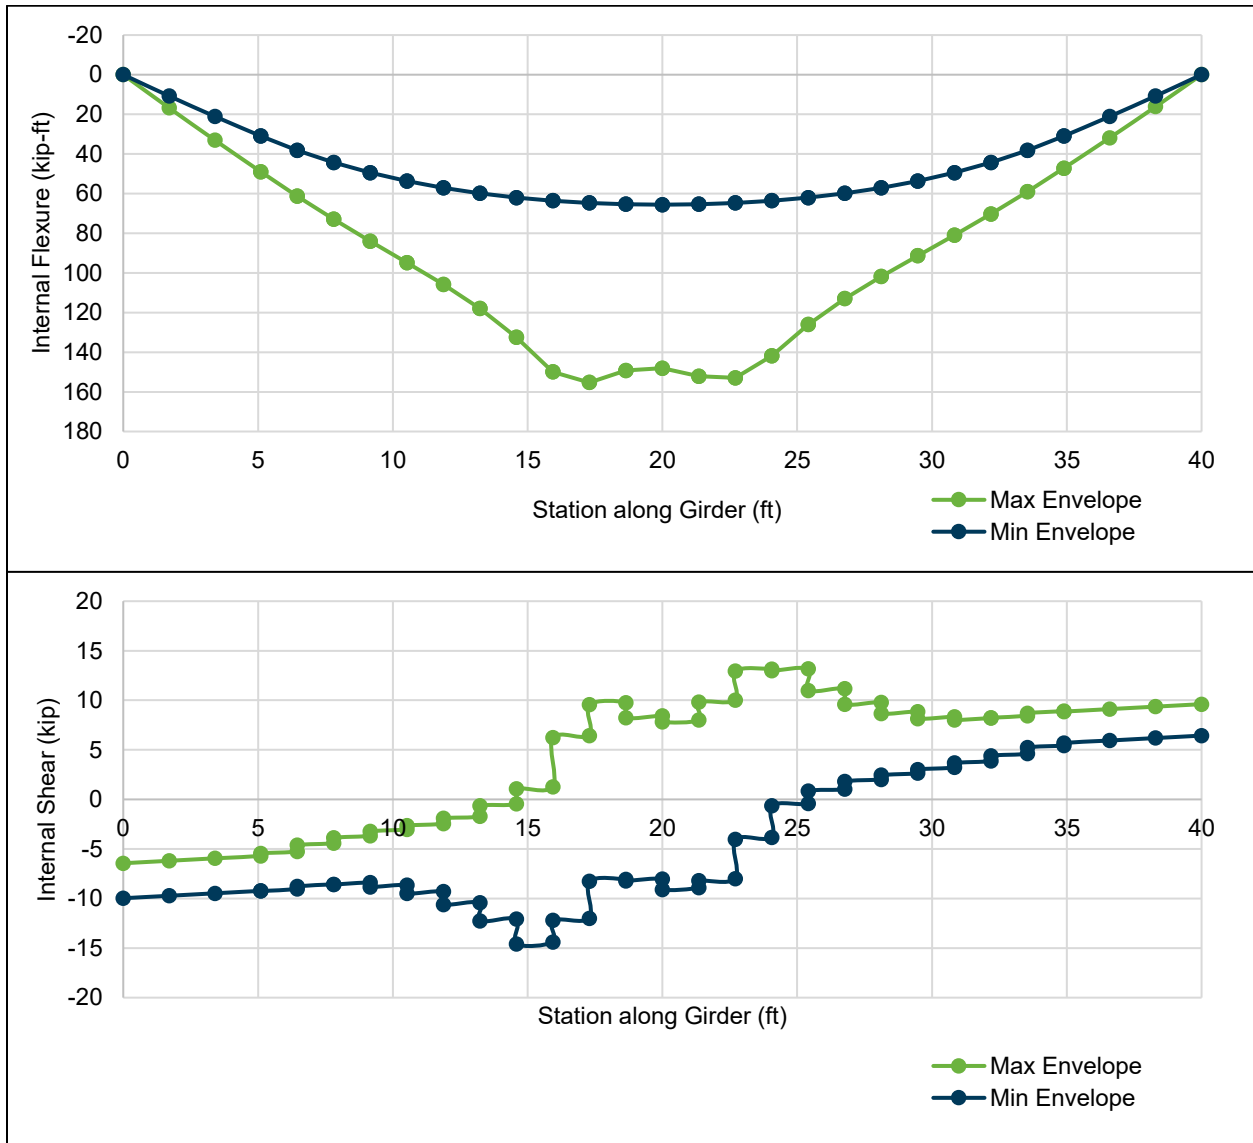 -20
0
20
40
60
80
100
120
140
160
180
Internal Flexure (kip-ft)
0 5 10 15 20 25 30 35 40
Station along Girder (ft)
Max Envelope
Min Envelope
20
15
10
5
0
-5
-10
-15
-20
Internal Shear (kip)
0 5 10 15 20 25 30 35 40
Station along Girder (ft)
Max Envelope
Min Envelope